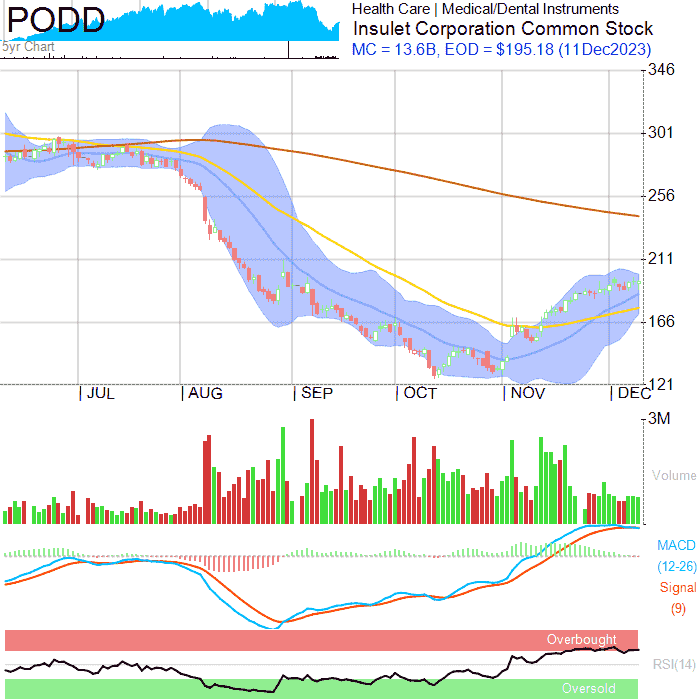 PODD
5yr Chart
Health Care | Medical/Dental Instruments
Insulet Corporation Common Stock
MC = 13.6B, EOD = $195.18 (11Dec2023)
346
301
256
211
166
121
JUL AUG SEP OCT NOV DEC
3M
Volume
MACD
(12-26)
Signal
(9)
Overbought
RSI(14)
Oversold